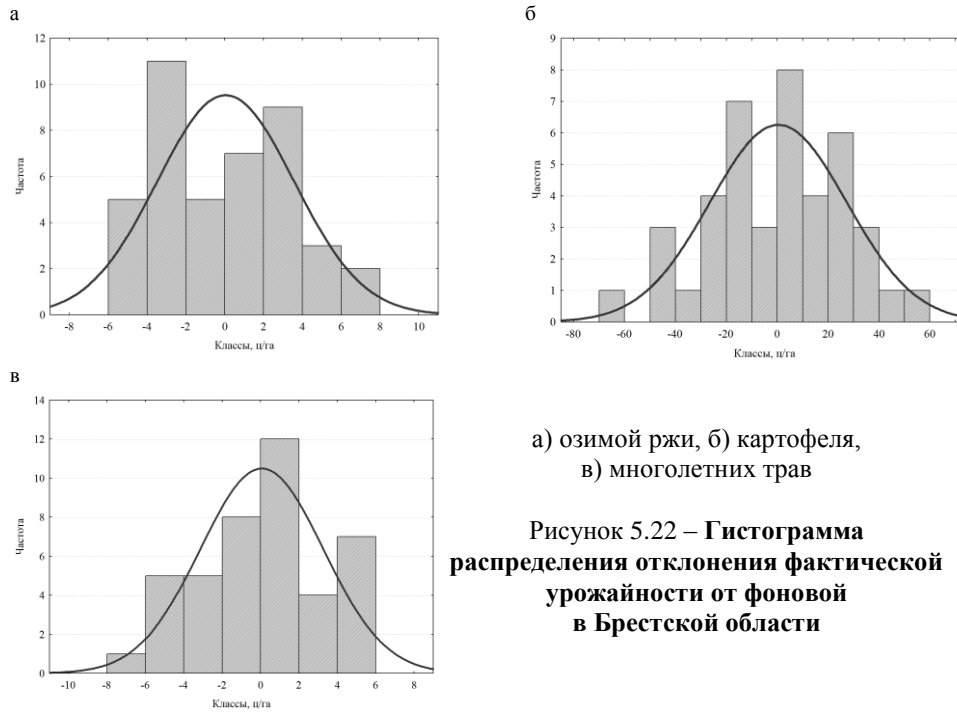 а
12
10
8
6
4
2
0
Частота
-8 -6 -4 -2 0 2 4 6 8 10
Классы, ц/га
б
9
8
7
6
5
4
3
2
1
0
Частота
-80 -60 -40 -20 0 20 40 60
Классы, ц/га
в
14
12
10
8
6
4
2
0
Частота
-10 -8 -6 -4 -2 0 2 4 6 8
Классы, ц/га
а) озимой ржи, б) картофеля,
в) многолетних трав
Рисунок 5.22 – Гистограмма
распределения отклонения фактической
урожайности от фоновой
в Брестской области